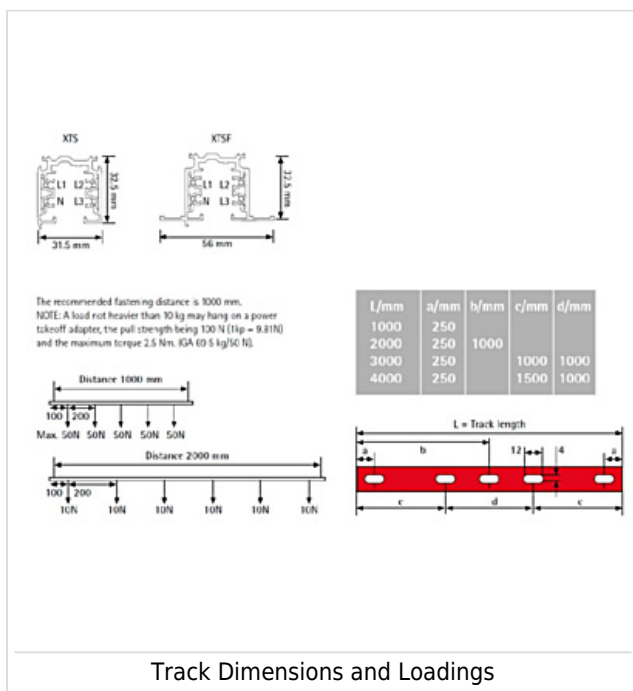 XTS
XTSF
L1 L2
N L3
32.5 mm
31.5 mm
L1 L2
N L3
32.5 mm
56 mm
The recommended fastening distance is 1000 mm.
NOTE: A load not heavier than 10 kg may hang on a power
takeoff adapter, the pull strength being 100 N (1kp = 9.81N)
and the maximum torque 2.5 Nm. (GA 69 5 kg/50 N).
Distance 1000 mm
100 200
Max. 50N 50N 50N 50N 50N
Distance 2000 mm
100 200
10N 10N 10N 10N 10N 10N
L/mm a/mm b/mm c/mm d/mm
1000 250
2000 250 1000
3000 250 1000 1000
4000 250 1500 1000
L = Track length
a b 12 4 a
c d c
Track Dimensions and Loadings